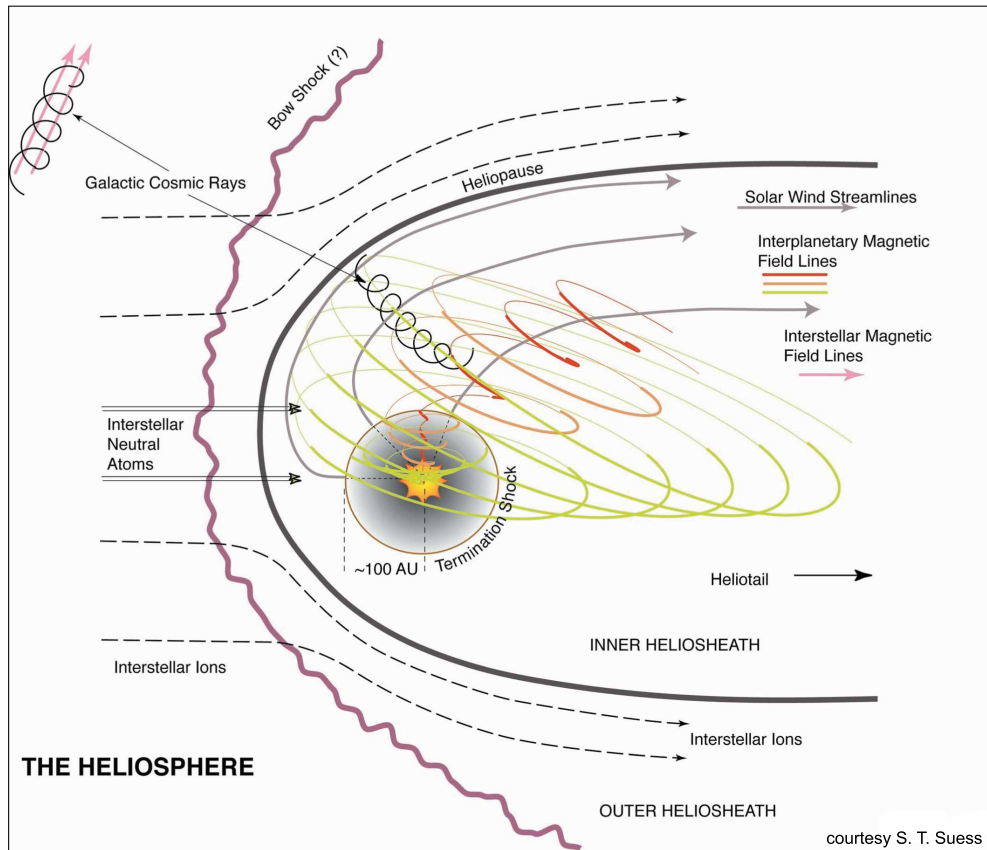 Bow Shock (?)
Galactic Cosmic Rays
Heliopause
Solar Wind Streamlines
Interplanetary Magnetic
Field Lines
Interstellar Magnetic
Field Lines
Interstellar
Neutral
Atoms
Termination Shock
~100 AU
Heliotail
INNER HELIOSHEATH
Interstellar Ions
Interstellar Ions
THE HELIOSPHERE
OUTER HELIOSHEATH
courtesy S. T. Suess